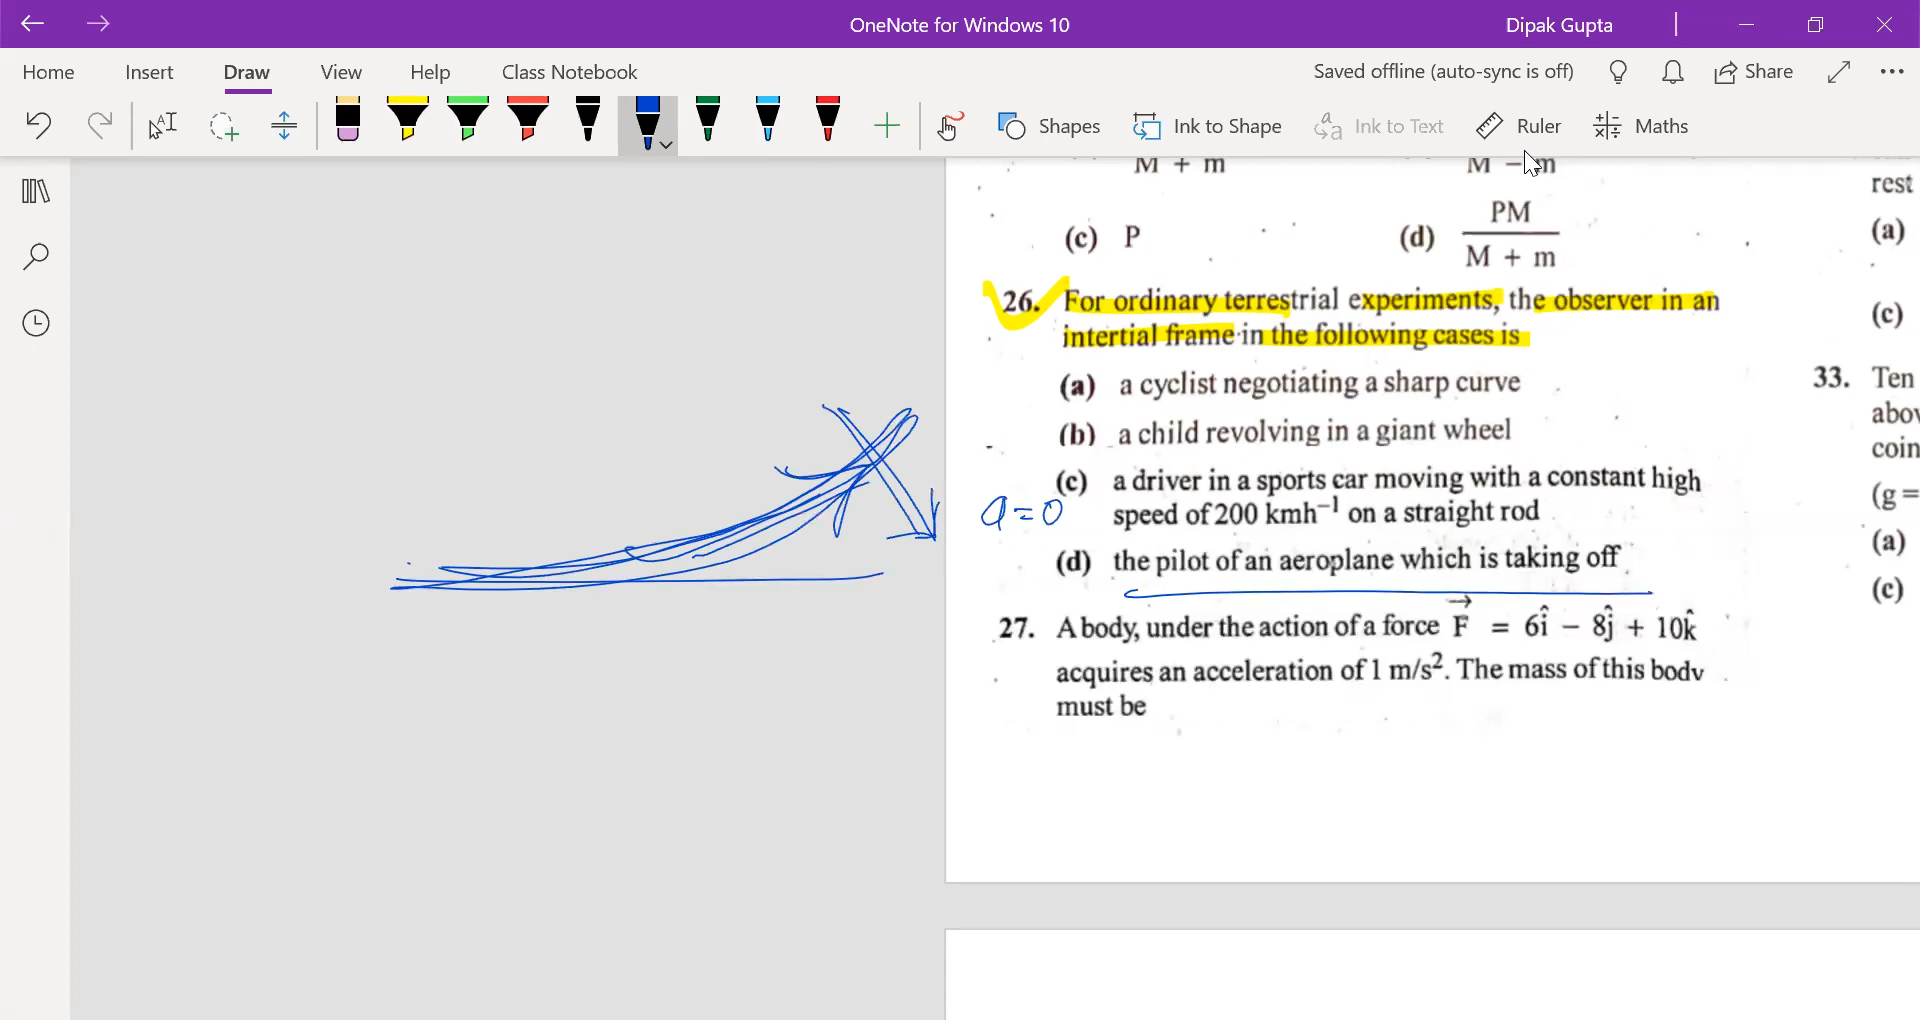 OneNote for Windows 10
Dipak Gupta
Home Insert Draw View Help Class Notebook
Saved offline (auto-sync is off) Share
Shapes Ink to Shape Ink to Text Ruler Maths
M + m
M − m
rest
(c) P
(d) PM
M + m
(a)
26. For ordinary terrestrial experiments, the observer in an
intertial frame in the following cases is
(c)
(a) a cyclist negotiating a sharp curve
(b) a child revolving in a giant wheel
(c) a driver in a sports car moving with a constant high
speed of 200 kmh⁻¹ on a straight rod
a = 0
(d) the pilot of an aeroplane which is taking off
33. Ten
abov
coin
(g =
(a)
(c)
27. A body, under the action of a force F⃗ = 6î − 8ĵ + 10k̂
acquires an acceleration of 1 m/s². The mass of this body
must be